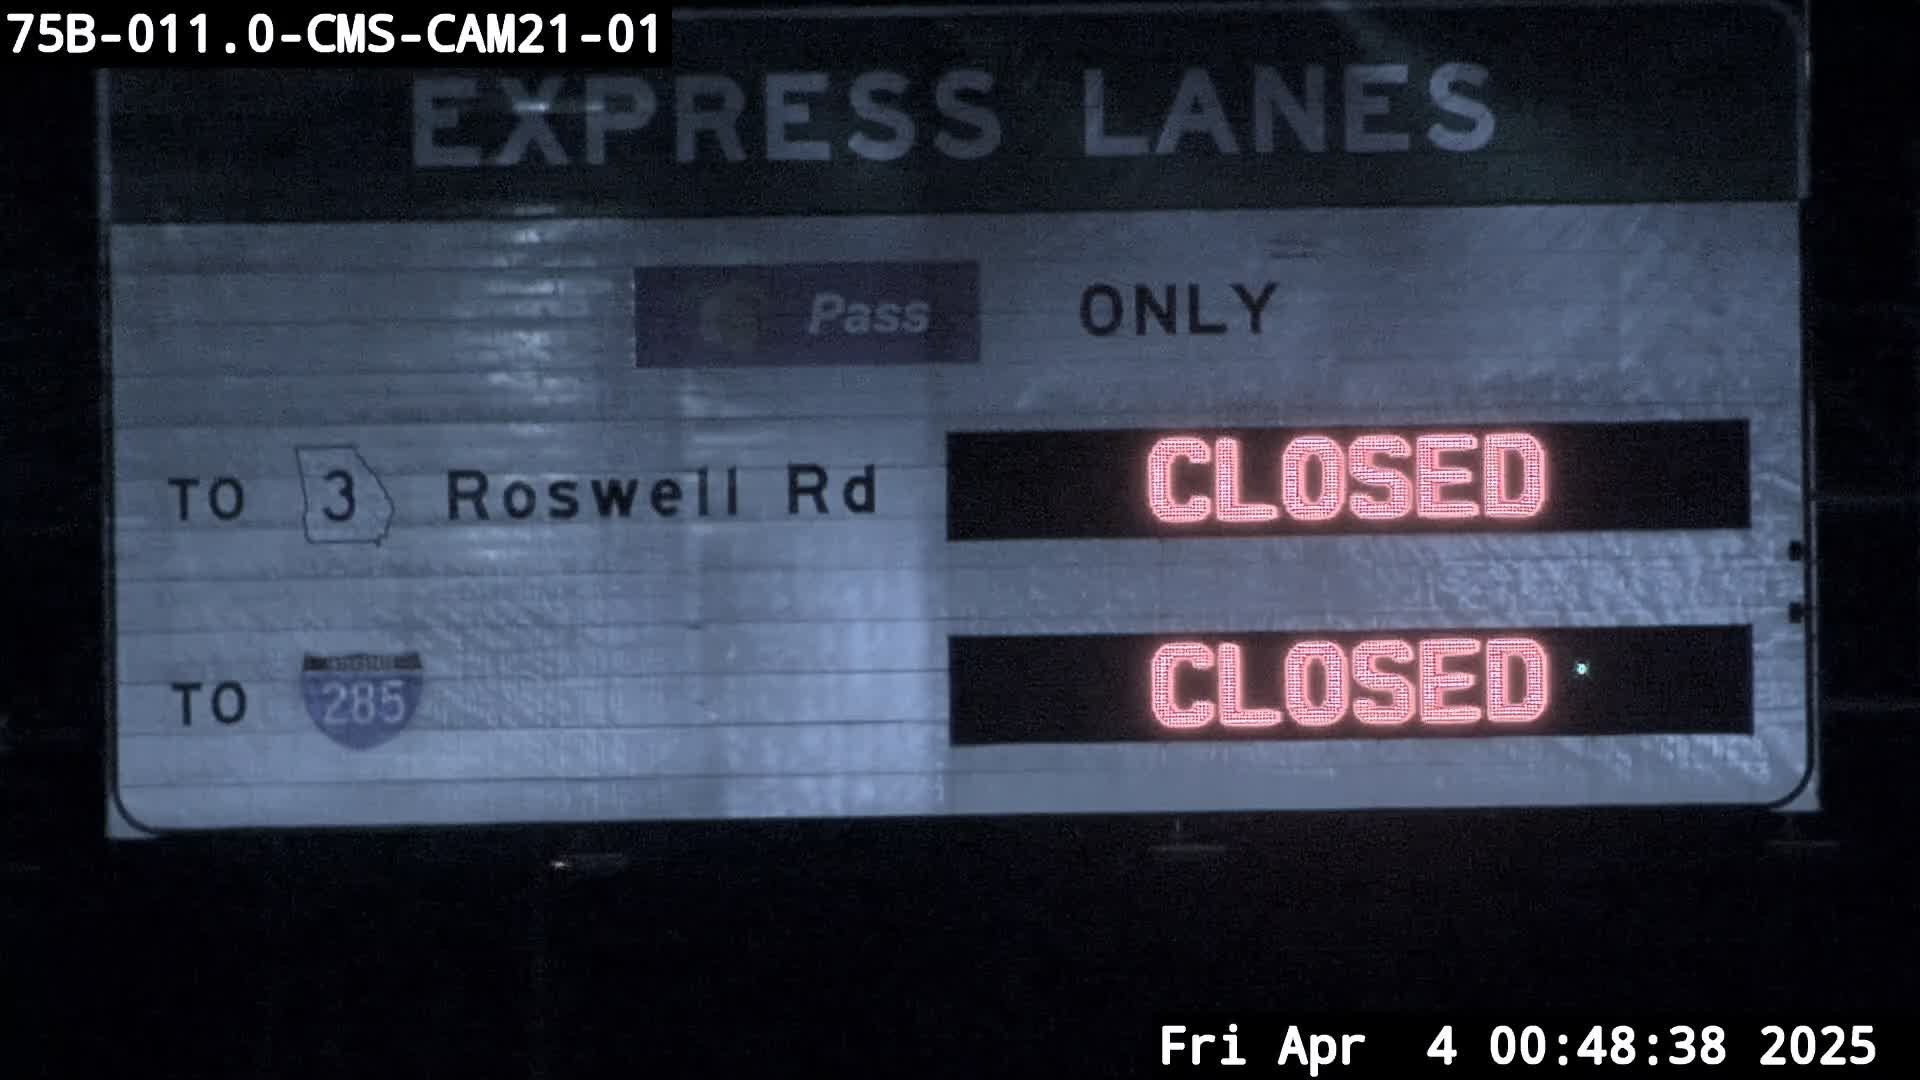 75B-011.0-CMS-CAM21-01
EXPRESS LANES
Pass ONLY
TO 3 Roswell Rd CLOSED
TO 285 CLOSED
Fri Apr 4 00:48:38 2025